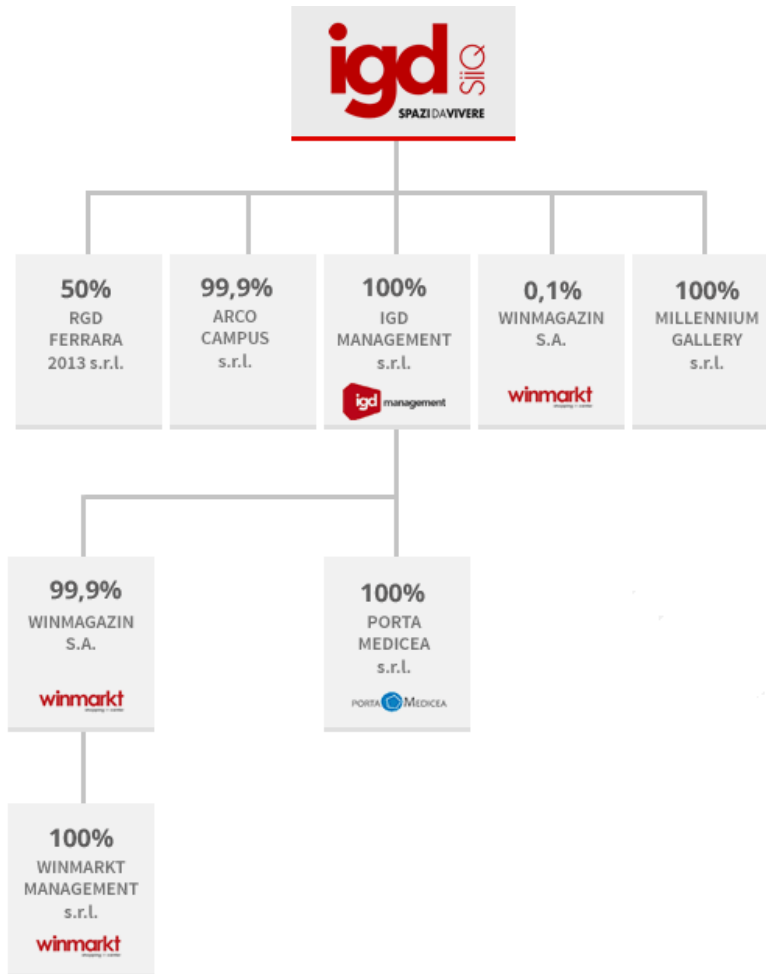 igd SiiQ
SPAZI DA VIVERE
50%
RGD
FERRARA
2013 s.r.l.
99,9%
ARCO
CAMPUS
s.r.l.
100%
IGD
MANAGEMENT
s.r.l.
igd management
0,1%
WINMAGAZIN
S.A.
winmarkt
100%
MILLENNIUM
GALLERY
s.r.l.
99,9%
WINMAGAZIN
S.A.
winmarkt
100%
PORTA
MEDICEA
s.r.l.
PORTA MEDICEA
100%
WINMARKT
MANAGEMENT
s.r.l.
winmarkt